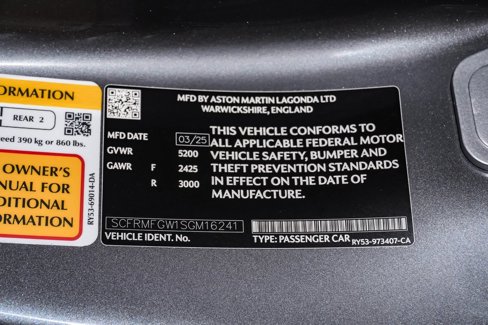 ORMATION
REAR 2
ceed 390 kg or 860 lbs.
OWNER'S
ANUAL FOR
DITIONAL
ORMATION
RY53-69014-DA
MFD BY ASTON MARTIN LAGONDA LTD
WARWICKSHIRE, ENGLAND
MFD DATE 03/25
GVWR 5200
GAWR F 2425
R 3000
THIS VEHICLE CONFORMS TO
ALL APPLICABLE FEDERAL MOTOR
VEHICLE SAFETY, BUMPER AND
THEFT PREVENTION STANDARDS
IN EFFECT ON THE DATE OF
MANUFACTURE.
SCFRMFGW1SGM16241
VEHICLE IDENT. No.
TYPE: PASSENGER CAR
RY53-973407-CA